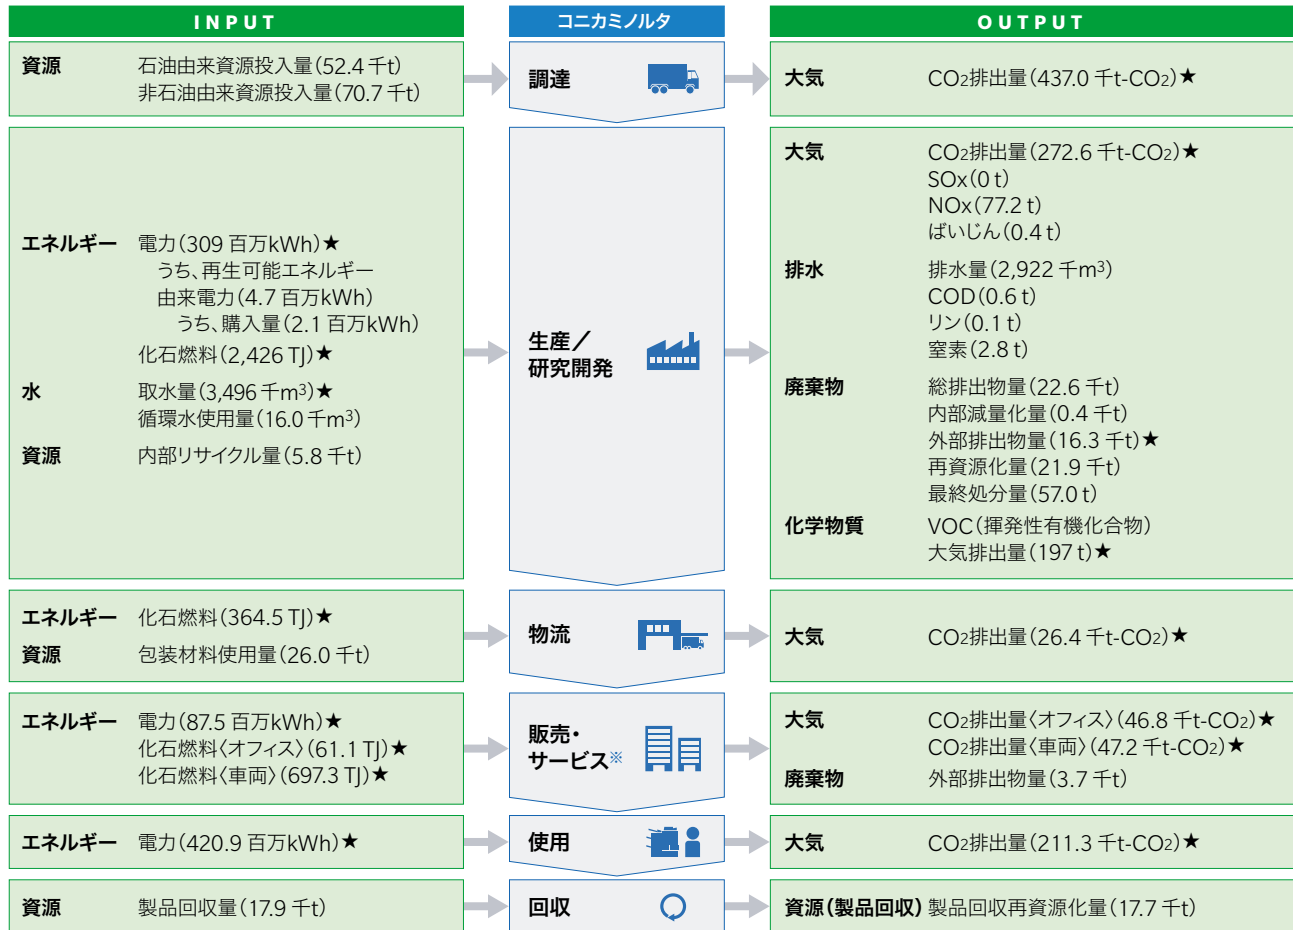 INPUT
コニカミノルタ
OUTPUT
資源 石油由来資源投入量(52.4 千t)
非石油由来資源投入量(70.7 千t)
調達
大気 CO2排出量(437.0 千t-CO2)★
エネルギー 電力(309 百万kWh)★
うち、再生可能エネルギー
由来電力(4.7 百万kWh)
うち、購入量(2.1 百万kWh)
化石燃料(2,426 TJ)★
水 取水量(3,496 千m3)★
循環水使用量(16.0 千m3)
資源 内部リサイクル量(5.8 千t)
生産/
研究開発
大気 CO2排出量(272.6 千t-CO2)★
SOx(0 t)
NOx(77.2 t)
ばいじん(0.4 t)
排水 排水量(2,922 千m3)
COD(0.6 t)
リン(0.1 t)
窒素(2.8 t)
廃棄物 総排出物量(22.6 千t)
内部減量化量(0.4 千t)
外部排出物量(16.3 千t)★
再資源化量(21.9 千t)
最終処分量(57.0 t)
化学物質 VOC(揮発性有機化合物)
大気排出量(197 t)★
エネルギー 化石燃料(364.5 TJ)★
資源 包装材料使用量(26.0 千t)
物流
大気 CO2排出量(26.4 千t-CO2)★
エネルギー 電力(87.5 百万kWh)★
化石燃料〈オフィス〉(61.1 TJ)★
化石燃料〈車両〉(697.3 TJ)★
販売・
サービス※
大気 CO2排出量〈オフィス〉(46.8 千t-CO2)★
CO2排出量〈車両〉(47.2 千t-CO2)★
廃棄物 外部排出物量(3.7 千t)
エネルギー 電力(420.9 百万kWh)★
使用
大気 CO2排出量(211.3 千t-CO2)★
資源 製品回収量(17.9 千t)
回収
資源(製品回収) 製品回収再資源化量(17.7 千t)